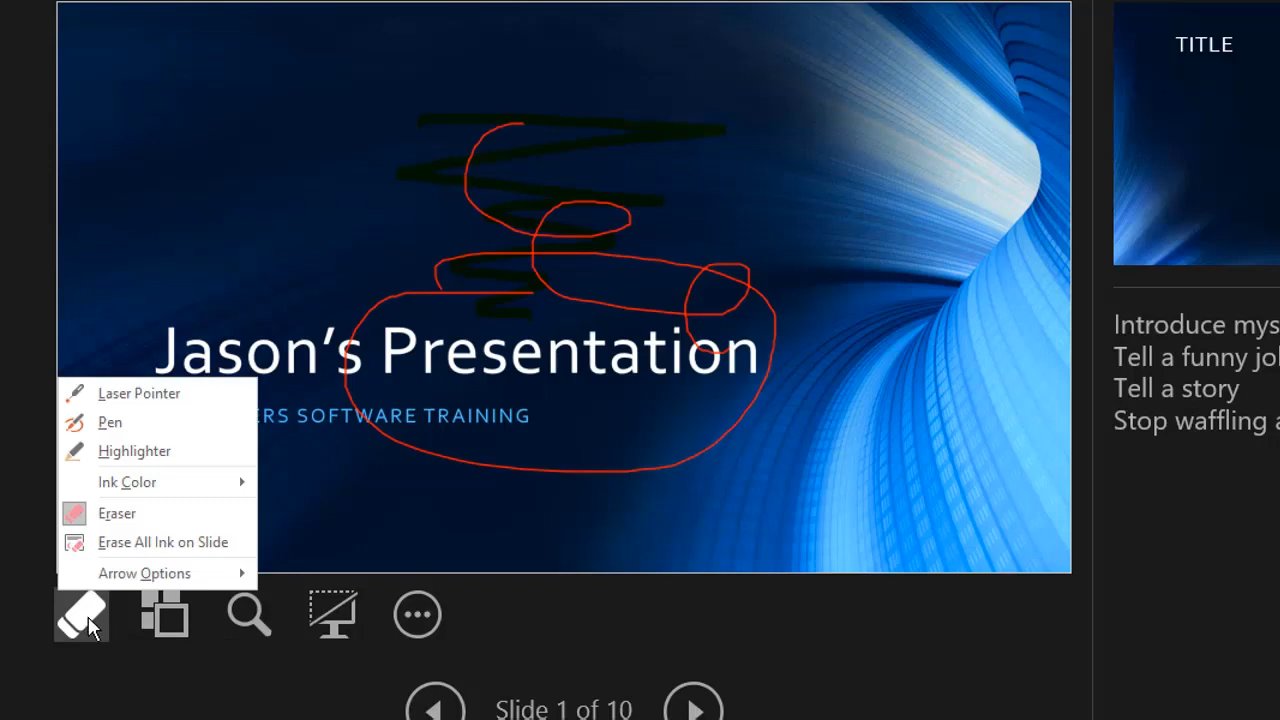 TITLE
Jason's Presentation
ERS SOFTWARE TRAINING
Laser Pointer
Pen
Highlighter
Ink Color
Eraser
Erase All Ink on Slide
Arrow Options
Introduce mys
Tell a funny jo
Tell a story
Stop waffling a
Slide 1 of 10